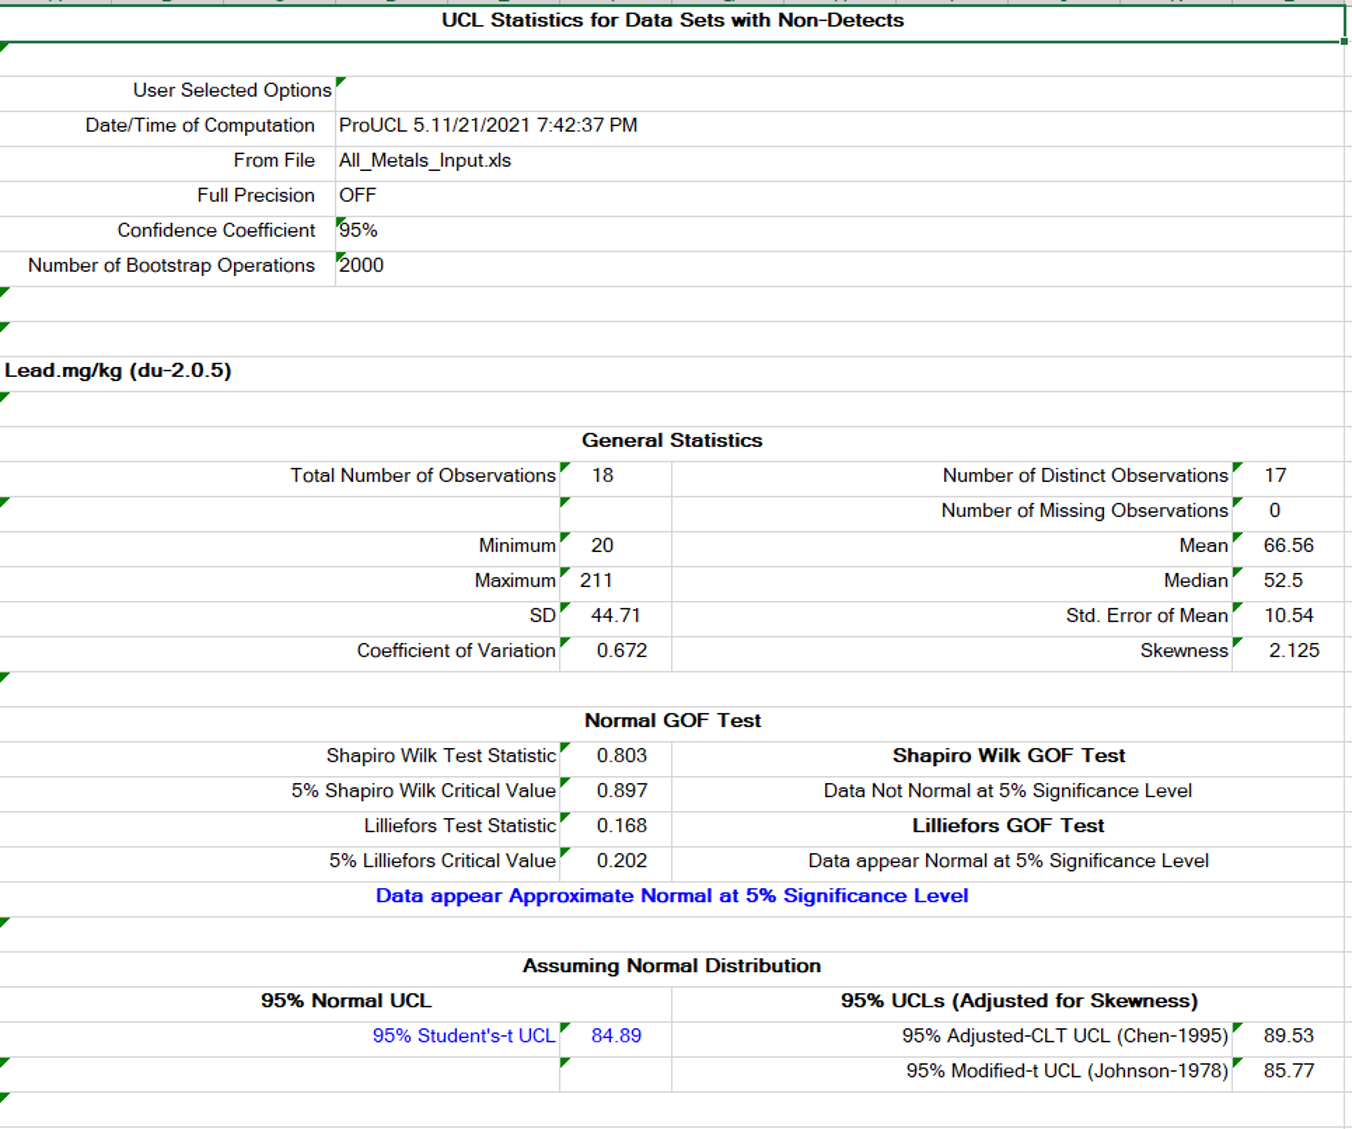 UCL Statistics for Data Sets with Non-Detects
User Selected Options
Date/Time of Computation ProUCL 5.11/21/2021 7:42:37 PM
From File All_Metals_Input.xls
Full Precision OFF
Confidence Coefficient 95%
Number of Bootstrap Operations 2000
Lead.mg/kg (du-2.0.5)
General Statistics
Total Number of Observations 18 Number of Distinct Observations 17
Number of Missing Observations 0
Minimum 20 Mean 66.56
Maximum 211 Median 52.5
SD 44.71 Std. Error of Mean 10.54
Coefficient of Variation 0.672 Skewness 2.125
Normal GOF Test
Shapiro Wilk Test Statistic 0.803 Shapiro Wilk GOF Test
5% Shapiro Wilk Critical Value 0.897 Data Not Normal at 5% Significance Level
Lilliefors Test Statistic 0.168 Lilliefors GOF Test
5% Lilliefors Critical Value 0.202 Data appear Normal at 5% Significance Level
Data appear Approximate Normal at 5% Significance Level
Assuming Normal Distribution
95% Normal UCL 95% UCLs (Adjusted for Skewness)
95% Student's-t UCL 84.89 95% Adjusted-CLT UCL (Chen-1995) 89.53
95% Modified-t UCL (Johnson-1978) 85.77